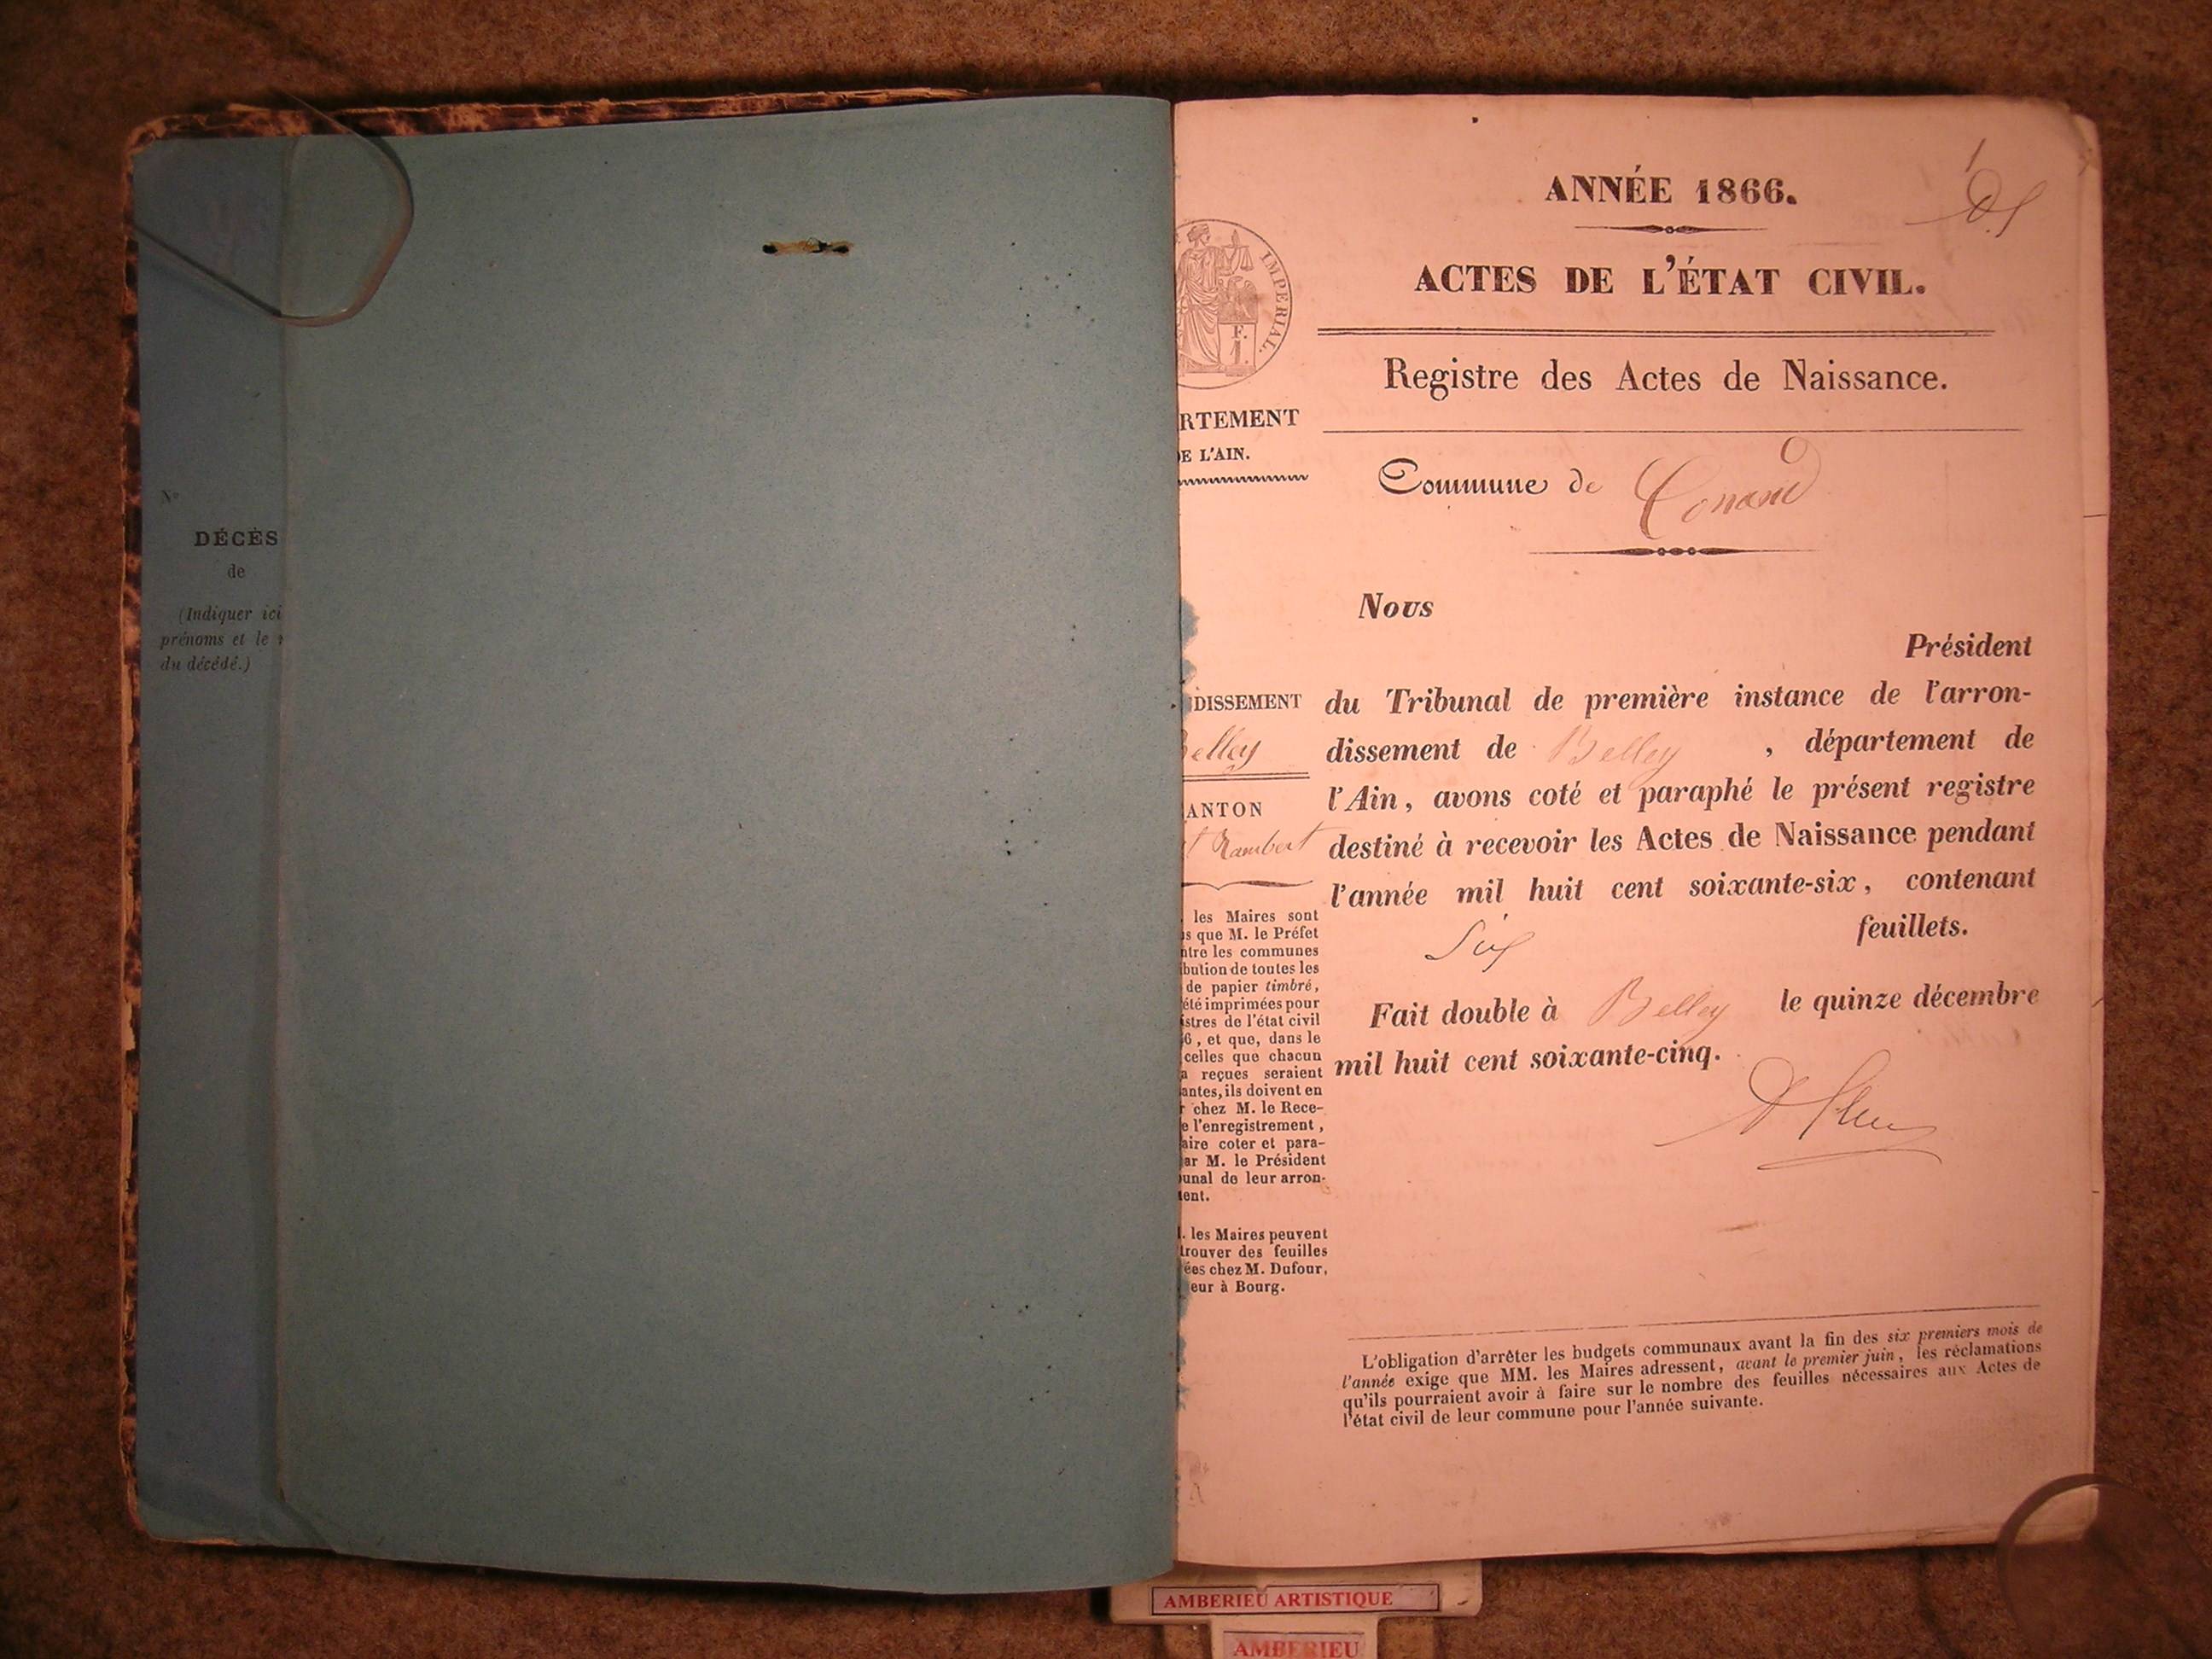 N°
DÉCÈS
de
(Indiquer ici
prénoms et le
du décédé.)
1
ANNÉE 1866.
ACTES DE L'ÉTAT CIVIL.
IMPERIAL.
F.
1.
Registre des Actes de Naissance.
RTEMENT
E L'AIN.
Commune de Conand
Nous
Président
du Tribunal de première instance de l'arron-
dissement de Belley, département de
l'Ain, avons coté et paraphé le présent registre
destiné à recevoir les Actes de Naissance pendant
l'année mil huit cent soixante-six, contenant
Six feuillets.
Fait double à Belley le quinze décembre
mil huit cent soixante-cinq.
DISSEMENT
Belley
ANTON
t Rambert
les Maires sont
s que M. le Préfet
ntre les communes
bution de toutes les
de papier timbré,
été imprimées pour
istres de l'état civil
6, et que, dans le
celles que chacun
a reçues seraient
antes, ils doivent en
r chez M. le Rece-
e l'enregistrement,
aire coter et para-
ar M. le Président
unal de leur arron-
ent.
. les Maires peuvent
trouver des feuilles
ées chez M. Dufour,
eur à Bourg.
L'obligation d'arrêter les budgets communaux avant la fin des six premiers mois de
l'année exige que MM. les Maires adressent, avant le premier juin, les réclamations
qu'ils pourraient avoir à faire sur le nombre des feuilles nécessaires aux Actes de
l'état civil de leur commune pour l'année suivante.
AMBERIEU ARTISTIQUE
AMBERIEU